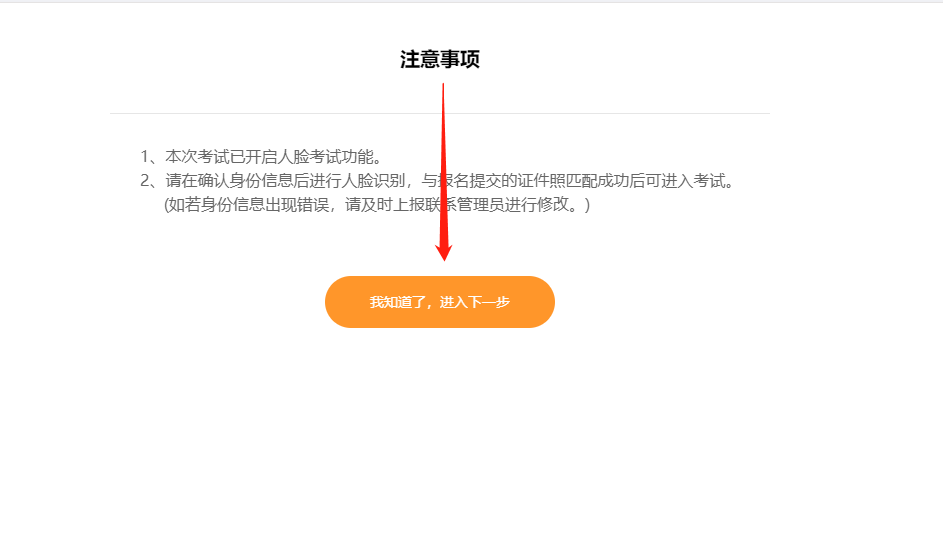 注意事项
1、本次考试已开启人脸考试功能。
2、请在确认身份信息后进行人脸识别，与报名提交的证件照匹配成功后可进入考试。
(如若身份信息出现错误，请及时上报联系管理员进行修改。)
我知道了，进入下一步